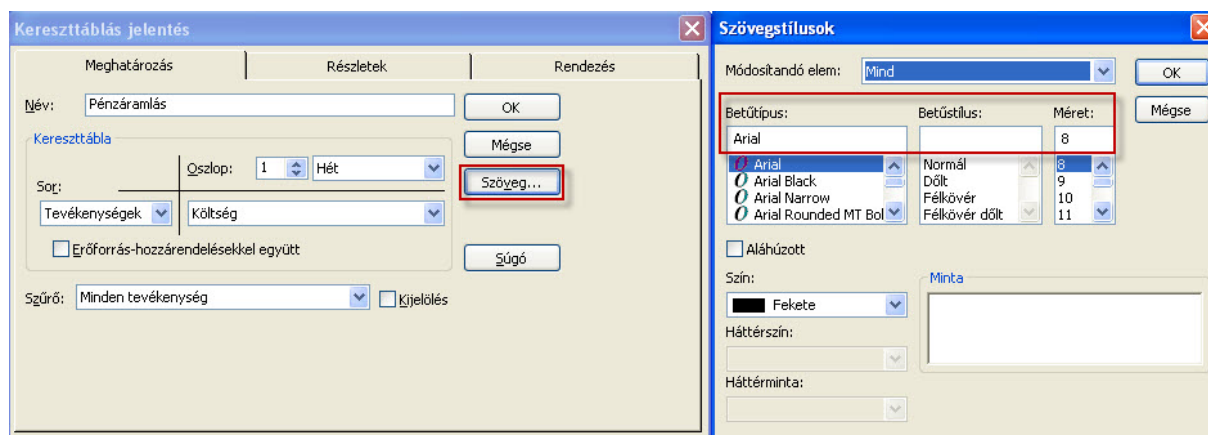 Kereszttáblás jelentés
Meghatározás
Részletek
Rendezés
Név:
Pénzáramlás
OK
Kereszttábla
Mégse
Oszlop:
1
Hét
Szöveg...
Sor:
Tevékenységek
Költség
Erőforrás-hozzárendelésekkel együtt
Súgó
Szűrő:
Minden tevékenység
Kijelölés
Szövegstílusok
Módosítandó elem:
Mind
OK
Betűtípus:
Betűstílus:
Méret:
Mégse
Arial
8
Arial
Arial Black
Arial Narrow
Arial Rounded MT Bol
Normál
Dőlt
Félkövér
Félkövér dőlt
8
9
10
11
Aláhúzott
Szín:
Minta
Fekete
Háttérszín:
Háttérminta: